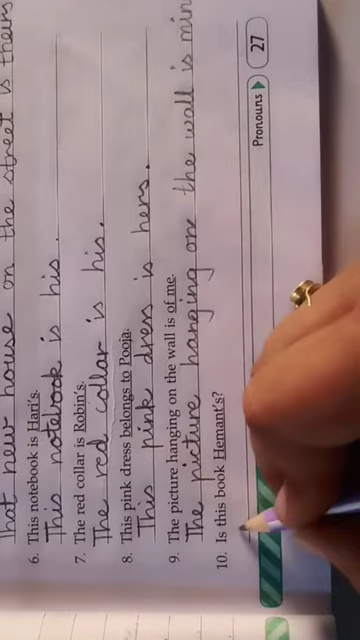 That new house on the street is theirs
6. This notebook is Hari's.
This notebook is his.
7. The red collar is Robin's.
The red collar is his.
8. This pink dress belongs to Pooja.
This pink dress is hers.
9. The picture hanging on the wall is of me.
The picture hanging on the wall is min
10. Is this book Hemant's?
Pronouns 27